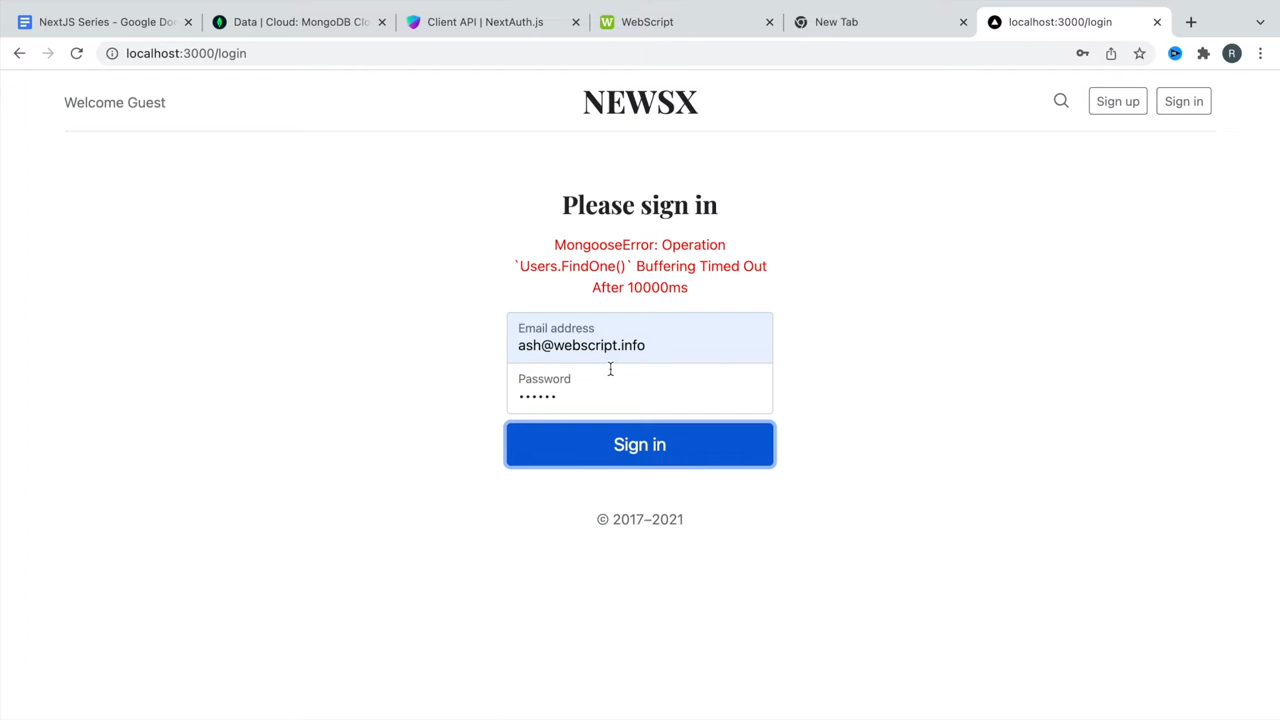 NextJS Series - Google Doc
Data | Cloud: MongoDB Clo
Client API | NextAuth.js
WebScript
New Tab
localhost:3000/login
localhost:3000/login
R
Welcome Guest
NEWSX
Sign up
Sign in
Please sign in
MongooseError: Operation
`Users.FindOne()` Buffering Timed Out
After 10000ms
Email address
ash@webscript.info
Password
••••••
Sign in
© 2017–2021